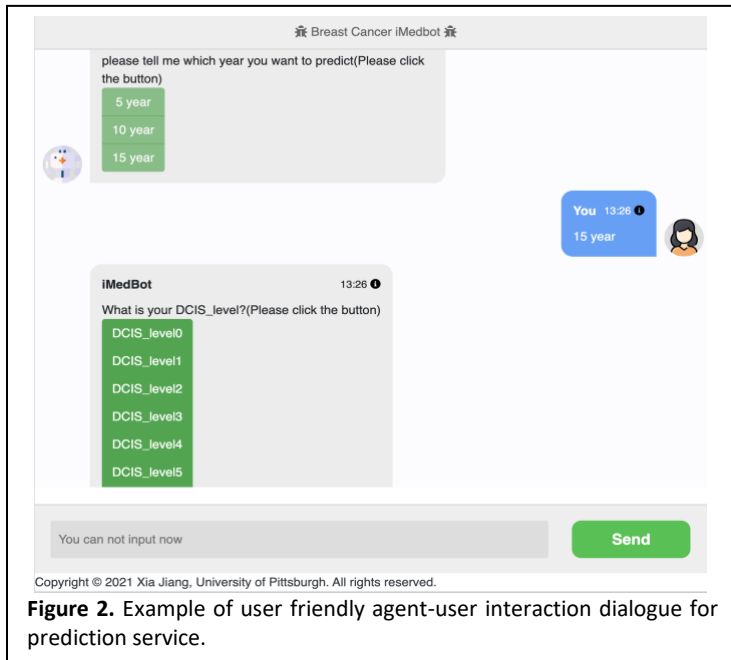 Breast Cancer iMedbot
please tell me which year you want to predict(Please click
the button)
5 year
10 year
15 year
You 13:26
15 year
iMedBot 13:26
What is your DCIS_level?(Please click the button)
DCIS_level0
DCIS_level1
DCIS_level2
DCIS_level3
DCIS_level4
DCIS_level5
You can not input now
Send
Copyright © 2021 Xia Jiang, University of Pittsburgh. All rights reserved.
Figure 2. Example of user friendly agent-user interaction dialogue for
prediction service.